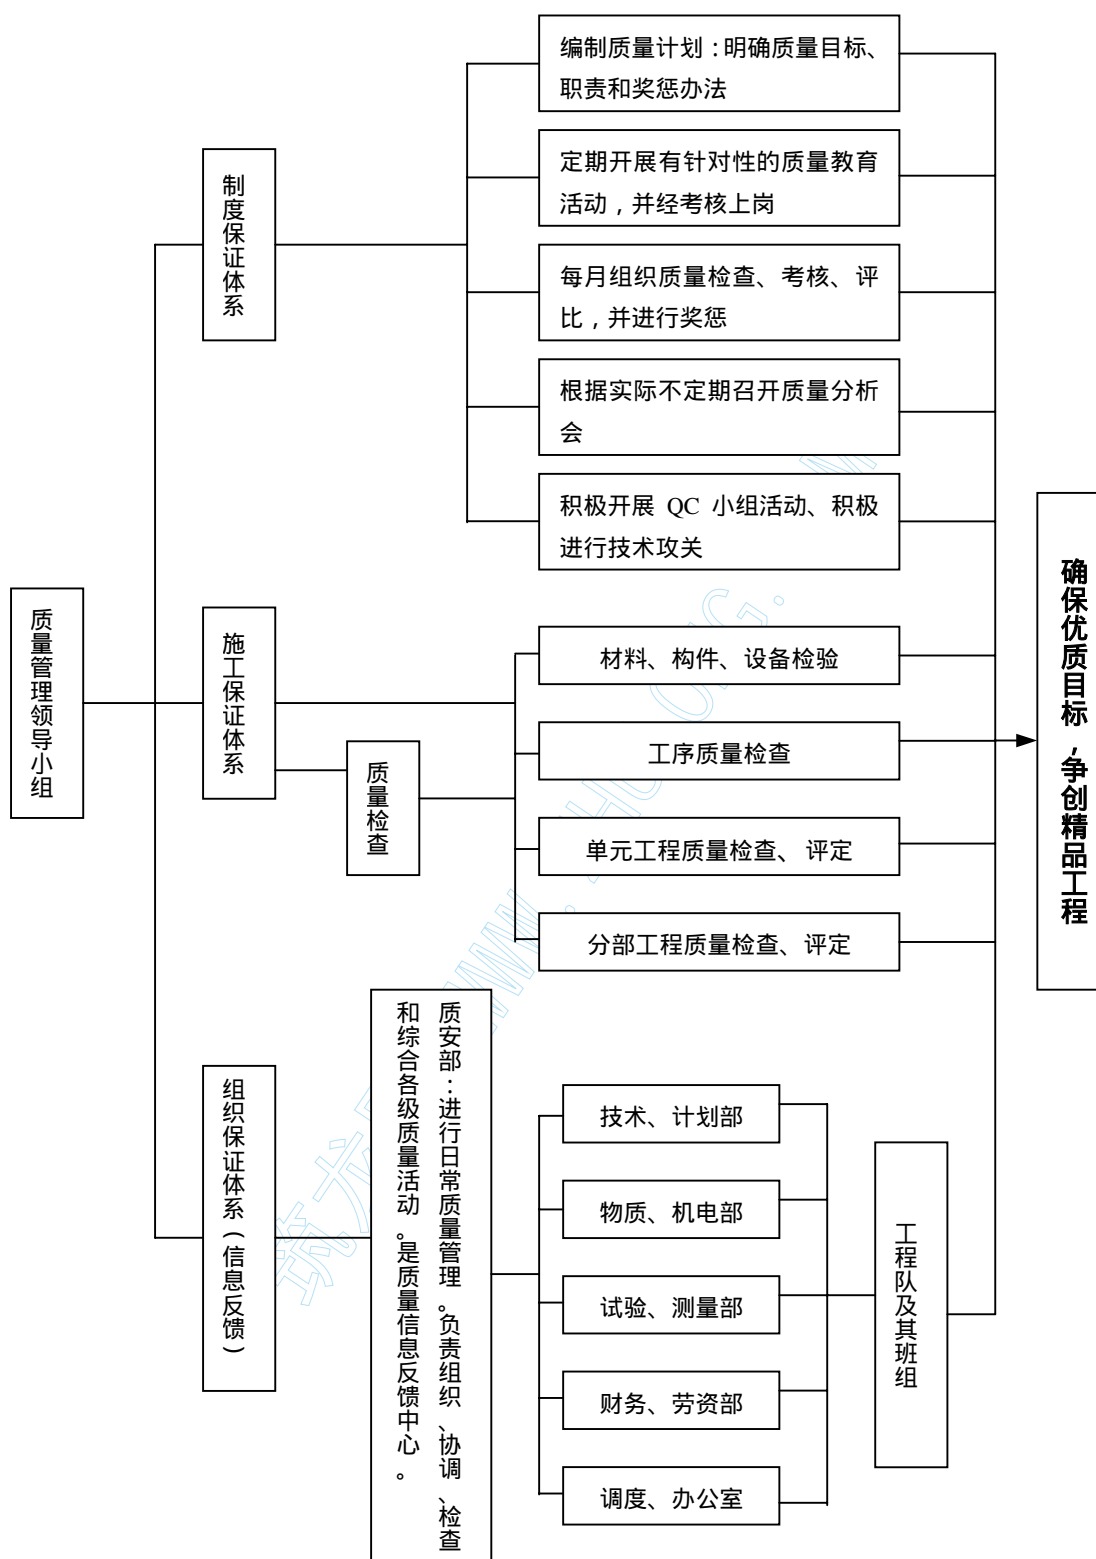 质量管理领导小组
制度保证体系
编制质量计划：明确质量目标、
职责和奖惩办法
定期开展有针对性的质量教育
活动，并经考核上岗
每月组织质量检查、考核、评
比，并进行奖惩
根据实际不定期召开质量分析
会
积极开展 QC 小组活动、积极
进行技术攻关
施工保证体系
质量检查
材料、构件、设备检验
工序质量检查
单元工程质量检查、评定
分部工程质量检查、评定
组织保证体系（信息反馈）
质安部：进行日常质量管理。负责组织、协调、检查
和综合各级质量活动。是质量信息反馈中心。
技术、计划部
物质、机电部
试验、测量部
财务、劳资部
调度、办公室
工程队及其班组
确保优质目标，争创精品工程